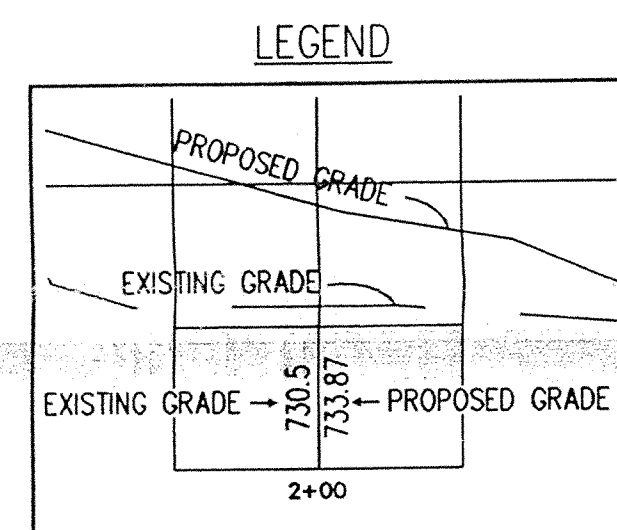 LEGEND
PROPOSED GRADE
EXISTING GRADE
EXISTING GRADE
730.5
733.87
PROPOSED GRADE
2+00